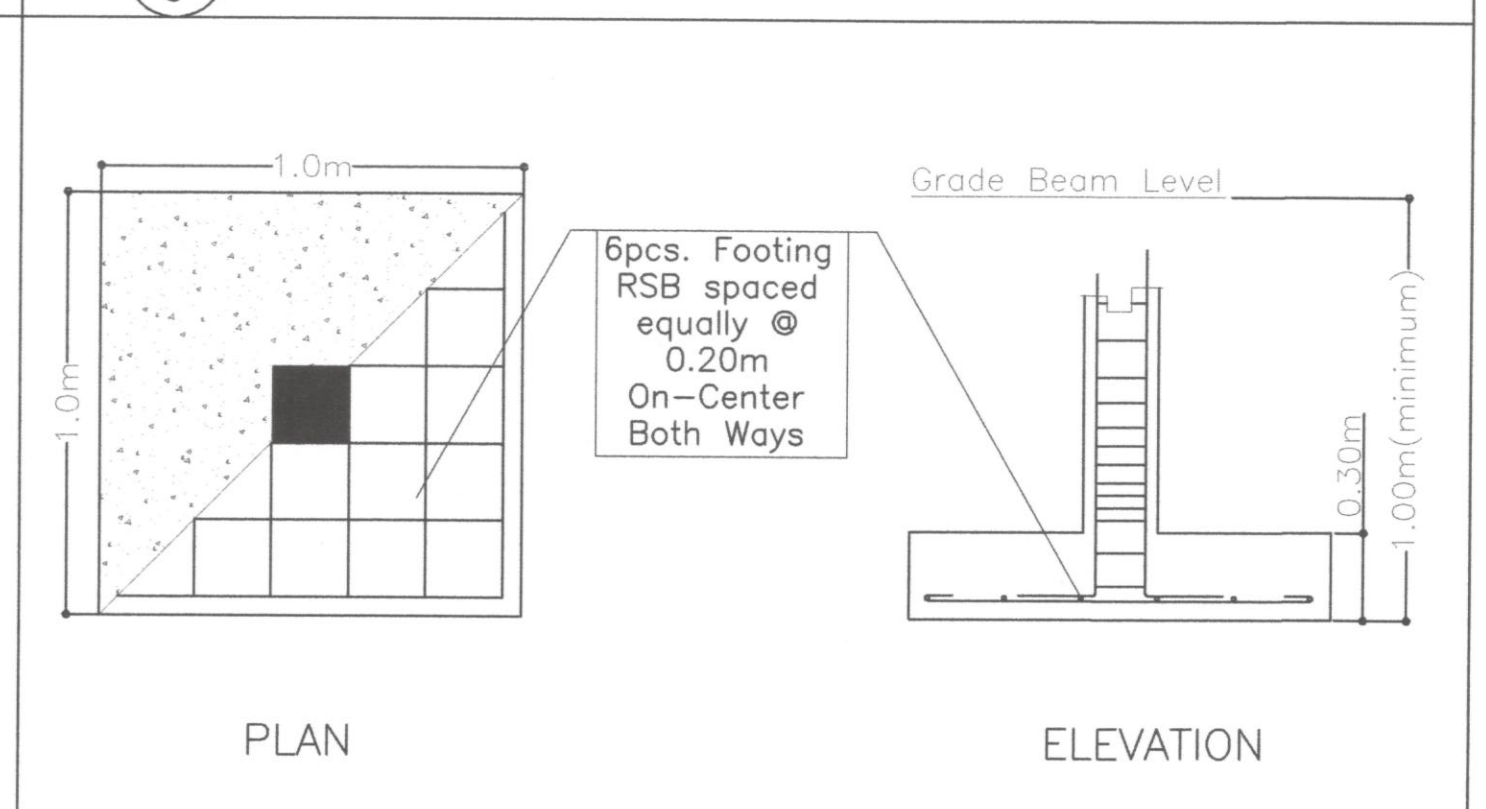 1.0m
1.0m
6pcs. Footing
RSB spaced
equally @
0.20m
On-Center
Both Ways
Grade Beam Level
0.30m
1.00m(minimum)
PLAN
ELEVATION